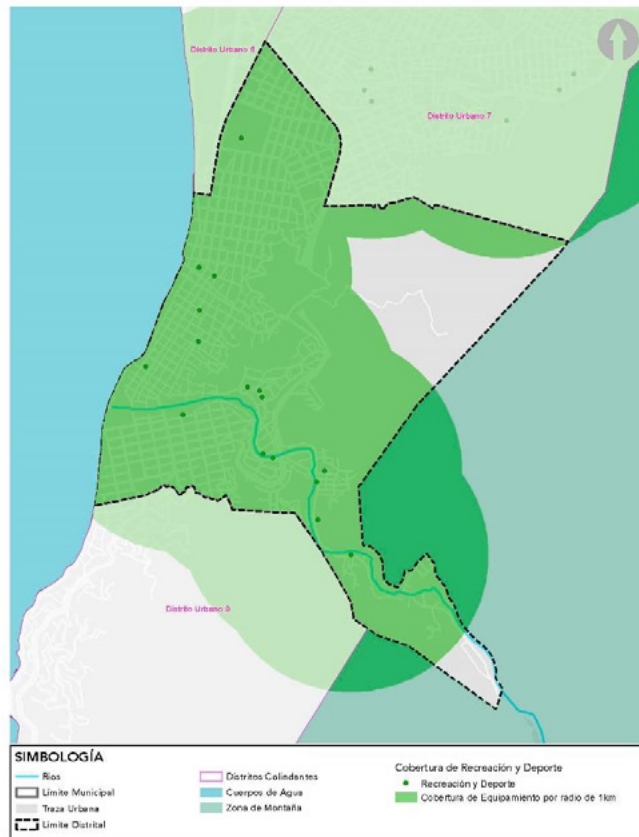 Distrito Urbano 6
Distrito Urbano 7
Distrito Urbano 9
SIMBOLOGÍA
Rios
Límite Municipal
Traza Urbana
Límite Distrital
Distritos Colindantes
Cuerpos de Agua
Zona de Montaña
Cobertura de Recreación y Deporte
Recreación y Deporte
Cobertura de Equipamiento por radio de 1km